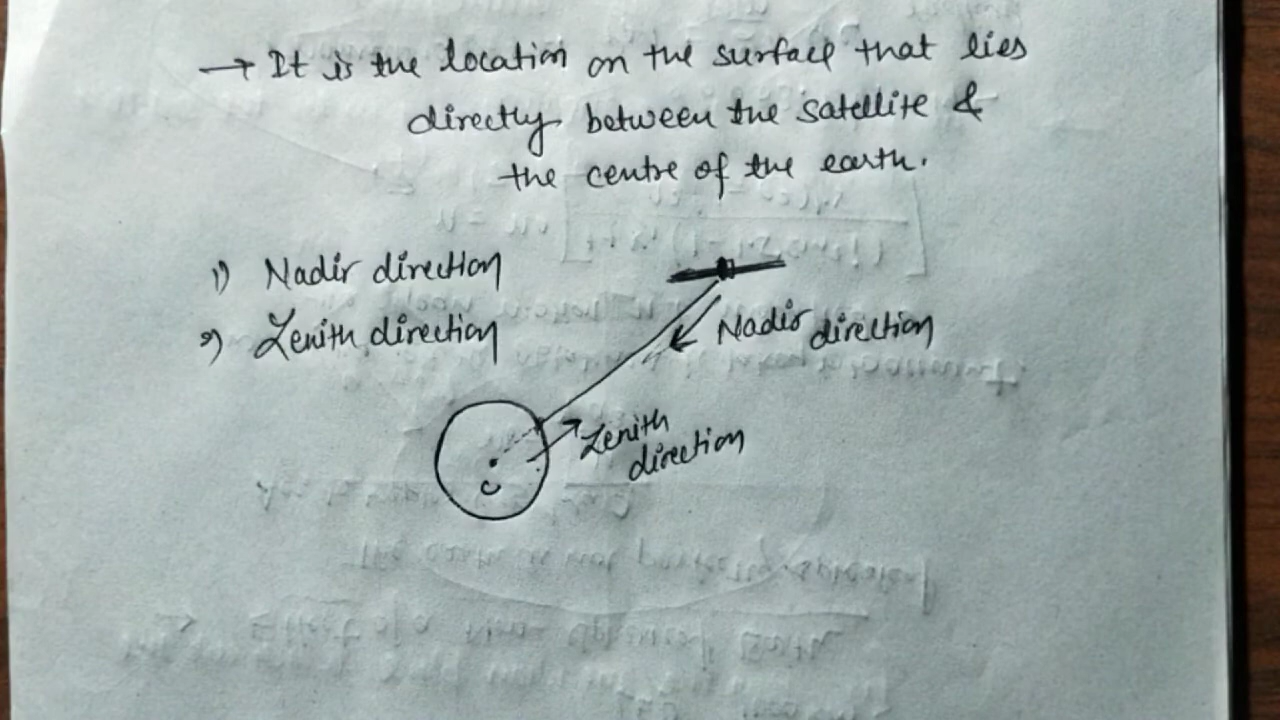 → It is the location on the surface that lies
directly between the satellite &
the centre of the earth.
1) Nadir direction
2) Zenith direction
Nadir direction
Zenith
direction
C